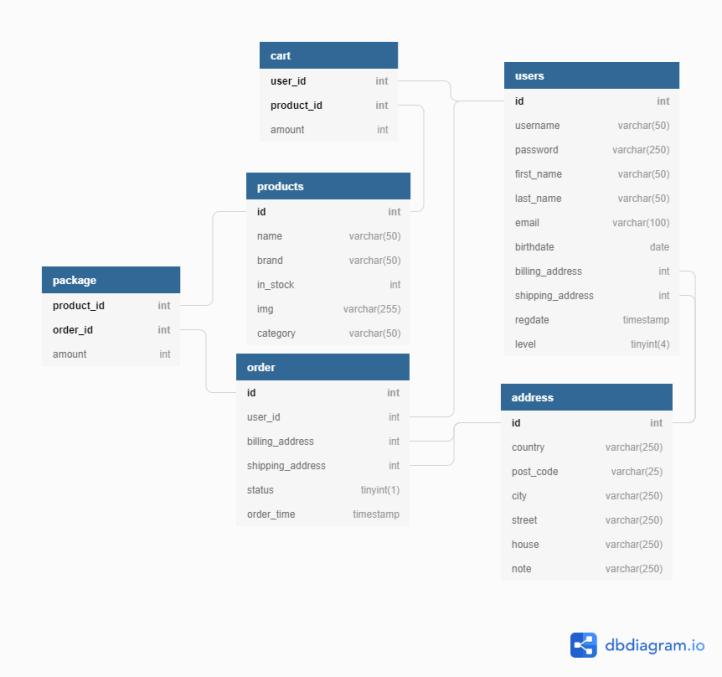 cart
user_id int
product_id int
amount int
users
id int
username varchar(50)
password varchar(250)
first_name varchar(50)
last_name varchar(50)
email varchar(100)
birthdate date
billing_address int
shipping_address int
regdate timestamp
level tinyint(4)
products
id int
name varchar(50)
brand varchar(50)
in_stock int
img varchar(255)
category varchar(50)
package
product_id int
order_id int
amount int
order
id int
user_id int
billing_address int
shipping_address int
status tinyint(1)
order_time timestamp
address
id int
country varchar(250)
post_code varchar(25)
city varchar(250)
street varchar(250)
house varchar(250)
note varchar(250)
dbdiagram.io